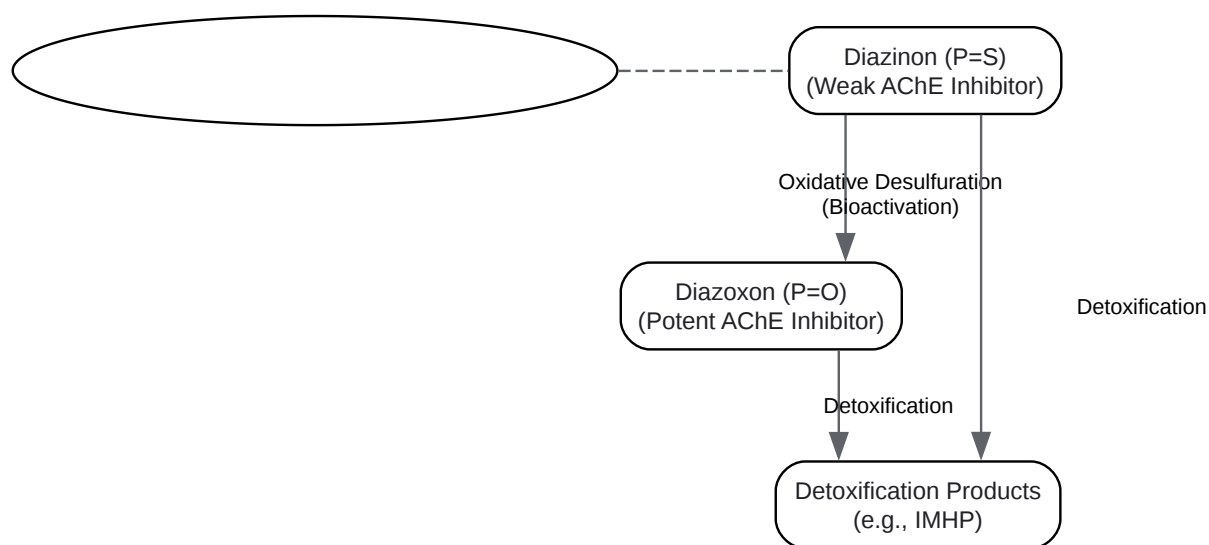 Diazinon (P=S)
(Weak AChE Inhibitor)
Oxidative Desulfuration
(Bioactivation)
Diazoxon (P=O)
(Potent AChE Inhibitor)
Detoxification
Detoxification
Detoxification Products
(e.g., IMHP)